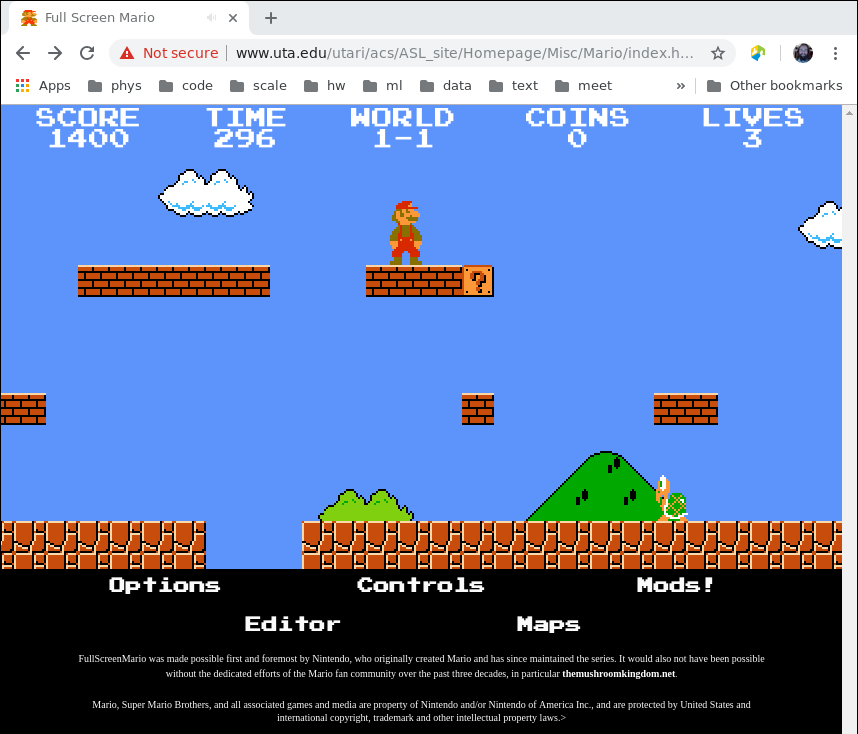 Full Screen Mario
Not secure | www.uta.edu/utari/acs/ASL_site/Homepage/Misc/Mario/index.h...
Apps phys code scale hw ml data text meet » Other bookmarks
SCORE TIME WORLD COINS LIVES
1400 296 1-1 0 3
?
Options Controls Mods!
Editor Maps
FullScreenMario was made possible first and foremost by Nintendo, who originally created Mario and has since maintained the series. It would also not have been possible
without the dedicated efforts of the Mario fan community over the past three decades, in particular themushroomkingdom.net.
Mario, Super Mario Brothers, and all associated games and media are property of Nintendo and/or Nintendo of America Inc., and are protected by United States and
international copyright, trademark and other intellectual property laws.>